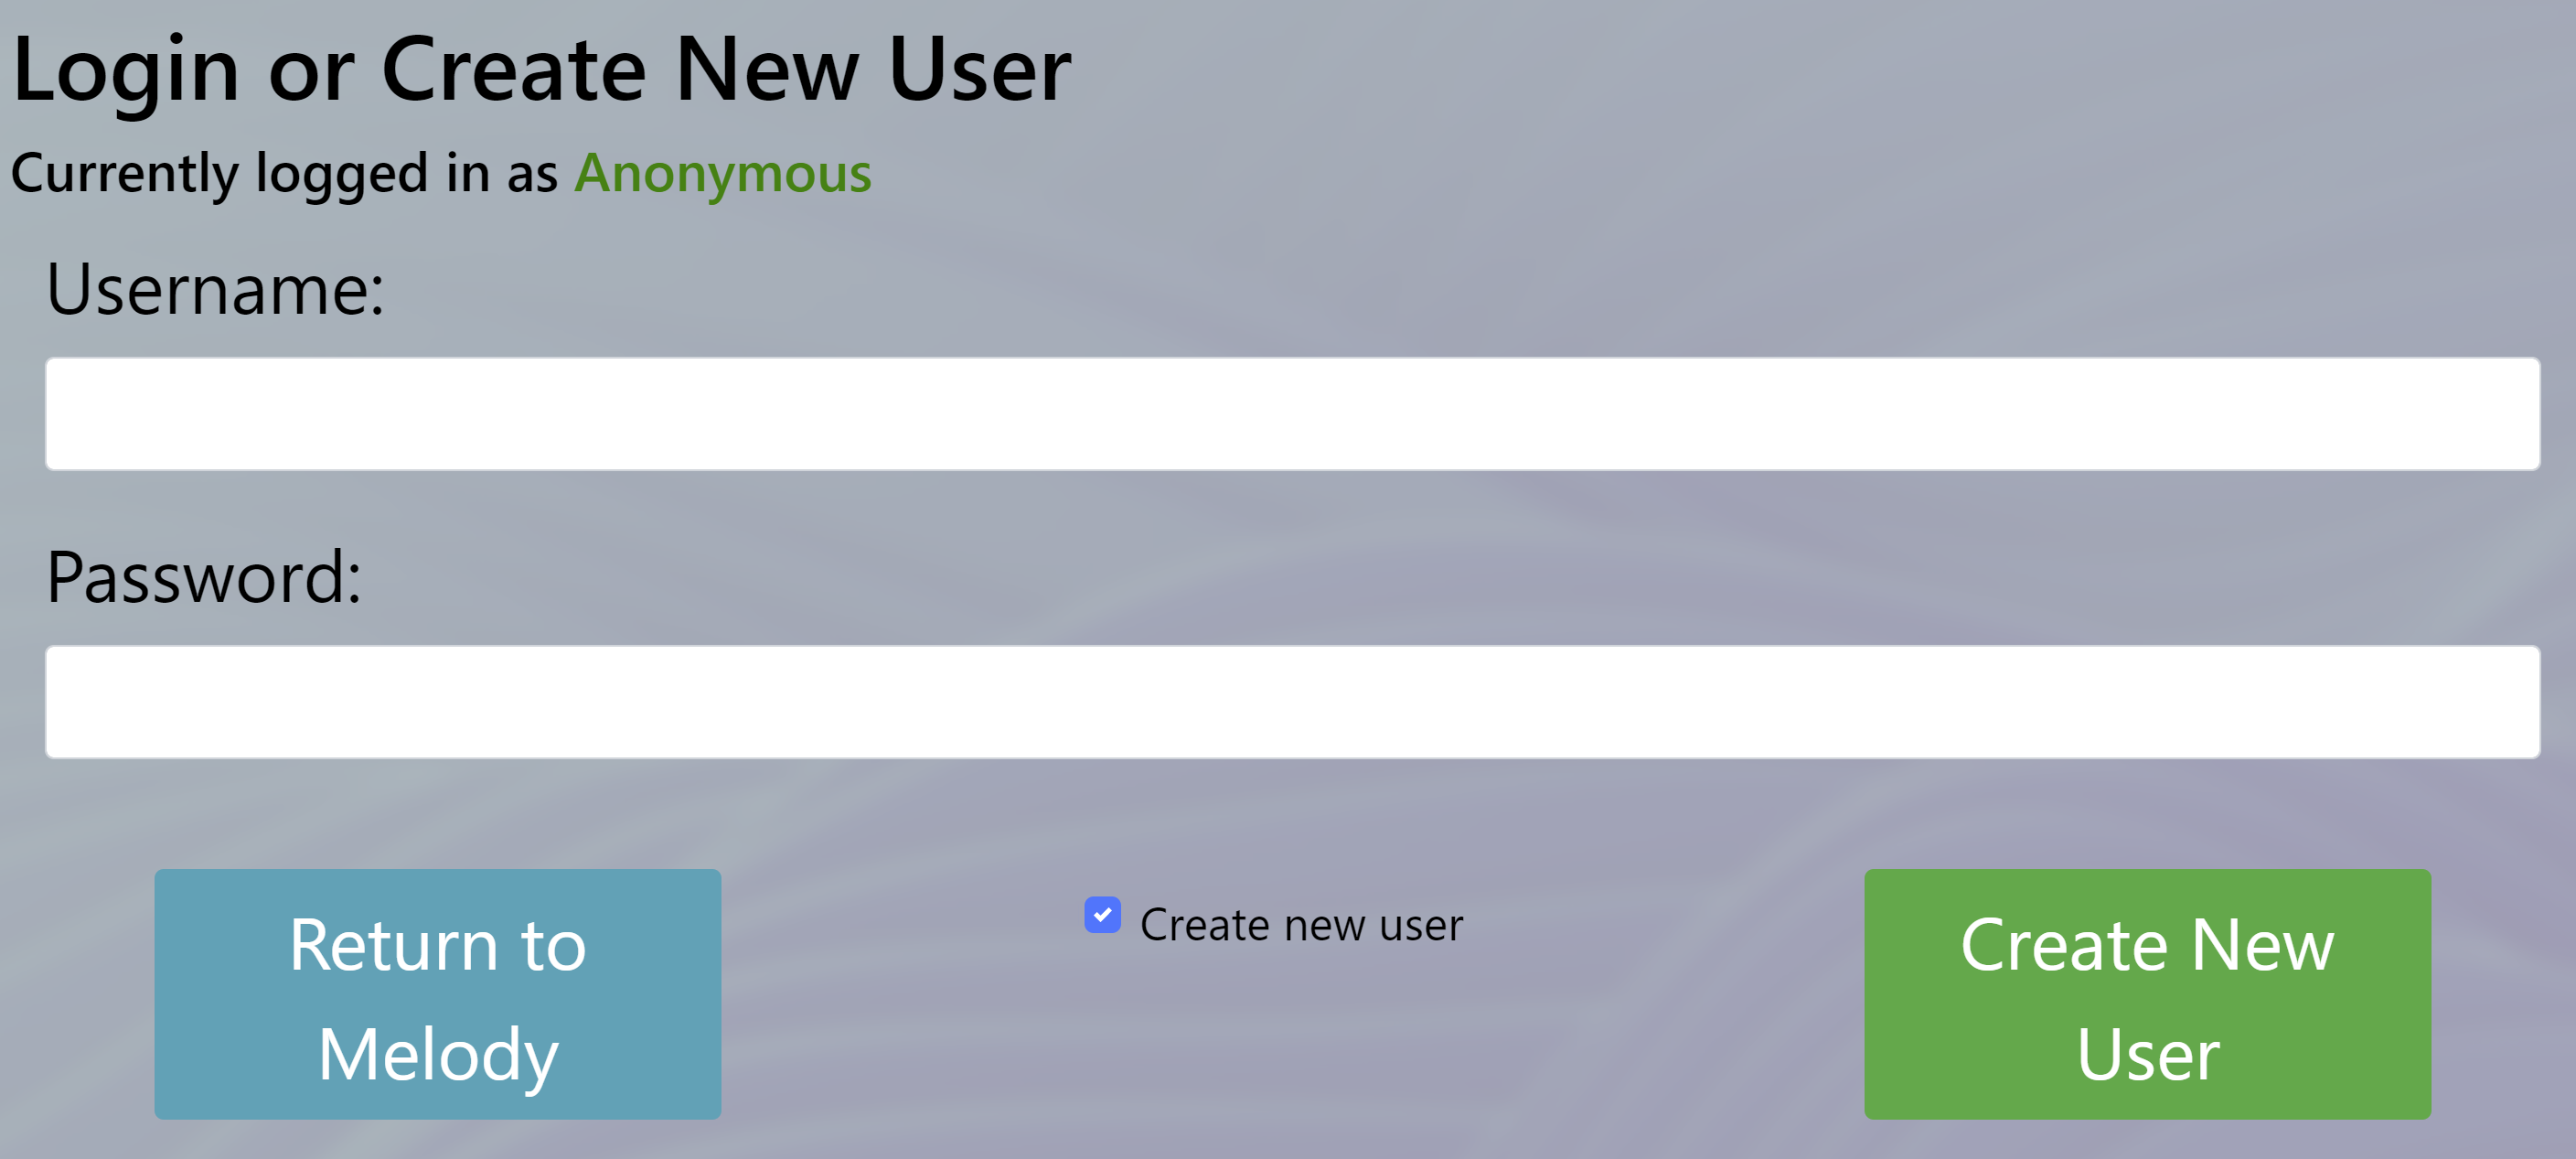 Login or Create New User
Currently logged in as Anonymous
Username:
Password:
Return to
Melody
Create new user
Create New
User